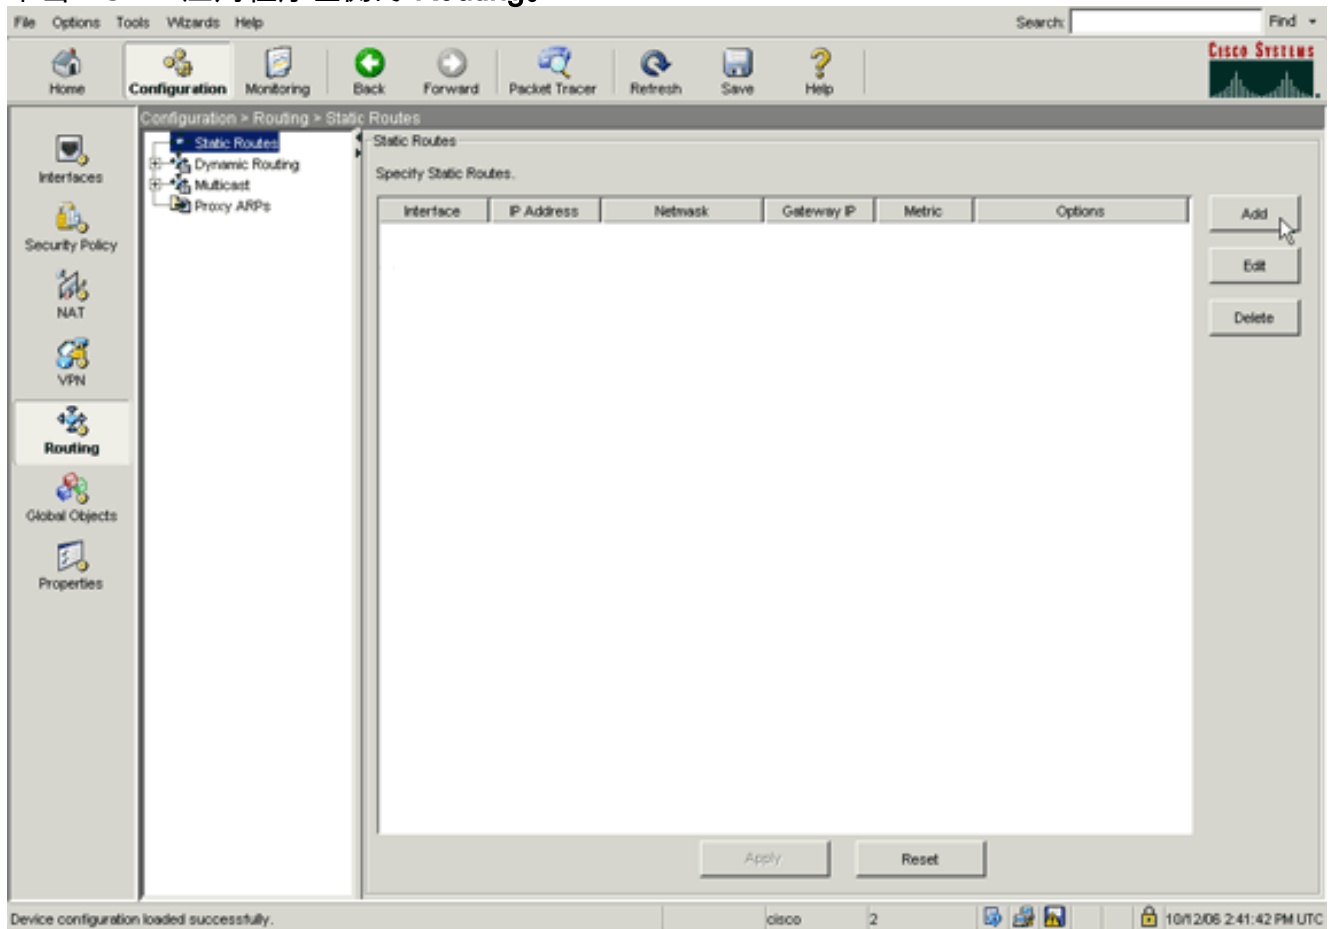 File Options Tools Wizards Help Search: Find
Home Configuration Monitoring Back Forward Packet Tracer Refresh Save Help
CISCO SYSTEMS
Configuration > Routing > Static Routes
Interfaces
Security Policy
NAT
VPN
Routing
Global Objects
Properties
Static Routes
Dynamic Routing
Multicast
Proxy ARPs
Static Routes
Specify Static Routes.
Interface IP Address Netmask Gateway IP Metric Options
Add
Edit
Delete
Apply Reset
Device configuration loaded successfully. cisco 2 10/12/06 2:41:42 PM UTC